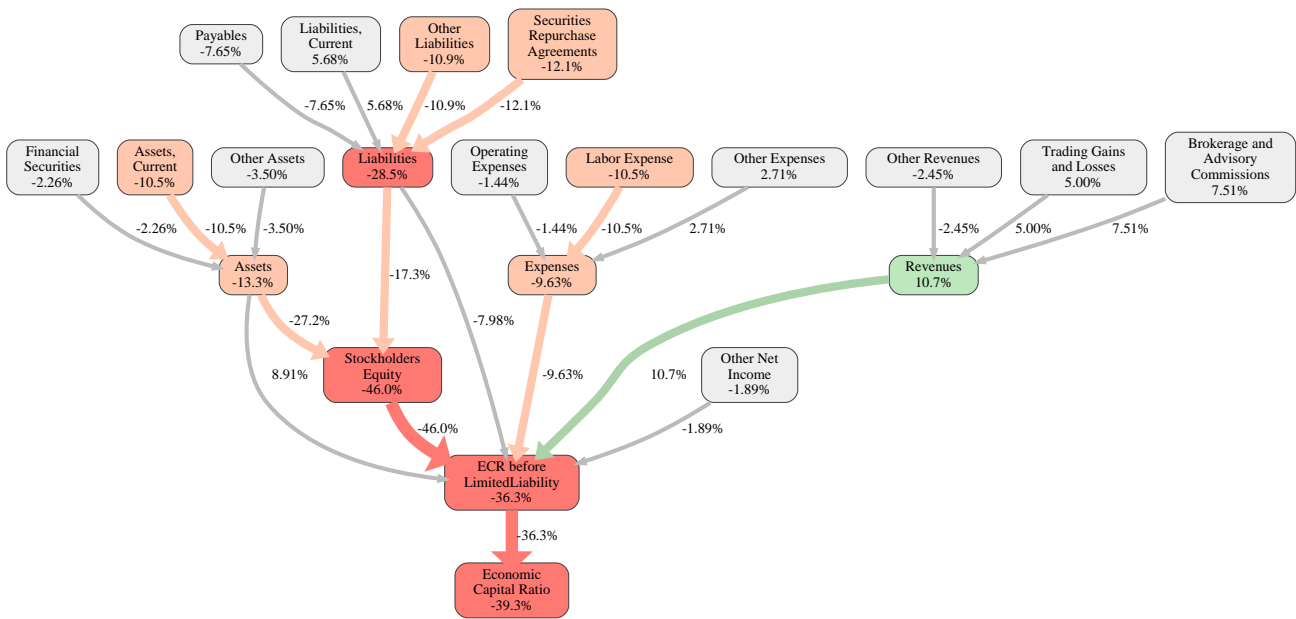 Payables
-7.65%
Liabilities,
Current
5.68%
Other
Liabilities
-10.9%
Securities
Repurchase
Agreements
-12.1%
-7.65%
5.68%
-10.9%
-12.1%
Financial
Securities
-2.26%
Assets,
Current
-10.5%
Other Assets
-3.50%
Liabilities
-28.5%
Operating
Expenses
-1.44%
Labor Expense
-10.5%
Other Expenses
2.71%
Other Revenues
-2.45%
Trading Gains
and Losses
5.00%
Brokerage and
Advisory
Commissions
7.51%
-2.26%
-10.5%
-3.50%
-1.44%
-10.5%
2.71%
-2.45%
5.00%
7.51%
Assets
-13.3%
-17.3%
Expenses
-9.63%
Revenues
10.7%
-27.2%
-7.98%
8.91%
Stockholders
Equity
-46.0%
-9.63%
10.7%
Other Net
Income
-1.89%
-46.0%
-1.89%
ECR before
LimitedLiability
-36.3%
-36.3%
Economic
Capital Ratio
-39.3%